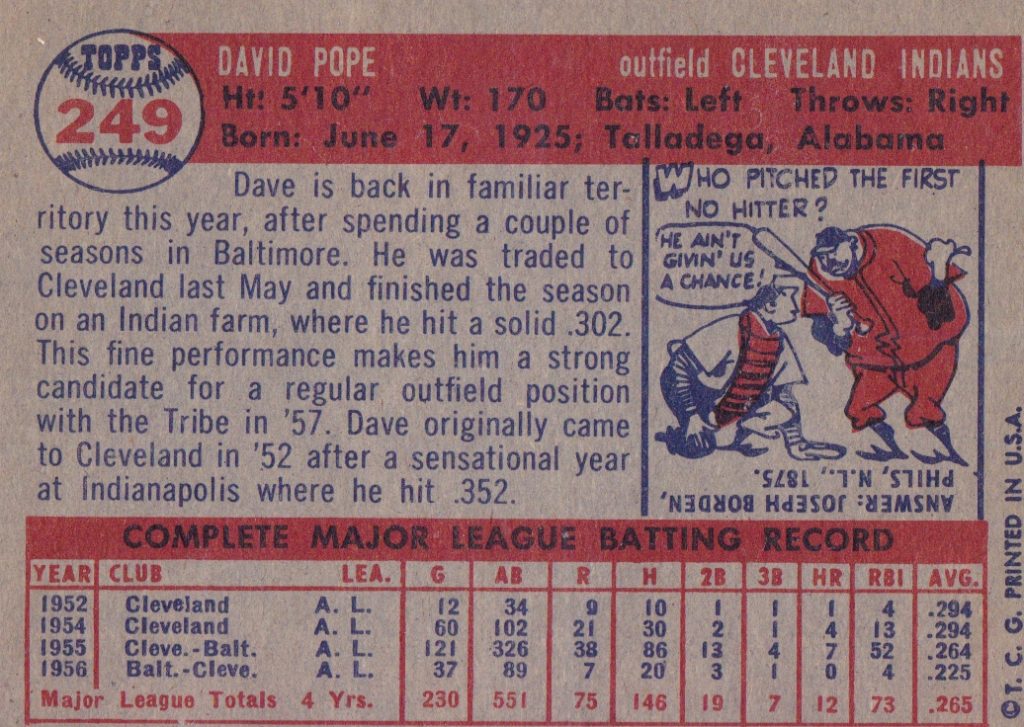 TOPPS
249
DAVID POPE outfield CLEVELAND INDIANS
Ht: 5'10" Wt: 170 Bats: Left Throws: Right
Born: June 17, 1925; Talladega, Alabama
Dave is back in familiar ter-
ritory this year, after spending a couple of
seasons in Baltimore. He was traded to
Cleveland last May and finished the season
on an Indian farm, where he hit a solid .302.
This fine performance makes him a strong
candidate for a regular outfield position
with the Tribe in '57. Dave originally came
to Cleveland in '52 after a sensational year
at Indianapolis where he hit .352.
WHO PITCHED THE FIRST
NO HITTER?
'HE AIN'T
GIVIN' US
A CHANCE!
ANSWER: JOSEPH BORDEN,
PHILS, N.L., 1875.
COMPLETE MAJOR LEAGUE BATTING RECORD
YEAR CLUB LEA. G AB R H 2B 3B HR RBI AVG.
1952 Cleveland A. L. 12 34 9 10 1 1 1 4 .294
1954 Cleveland A. L. 60 102 21 30 2 1 4 13 .294
1955 Cleve.-Balt. A. L. 121 326 38 86 13 4 7 52 .264
1956 Balt.-Cleve. A. L. 37 89 7 20 3 1 0 4 .225
Major League Totals 4 Yrs. 230 551 75 146 19 7 12 73 .265
©T. C. G. PRINTED IN U.S.A.